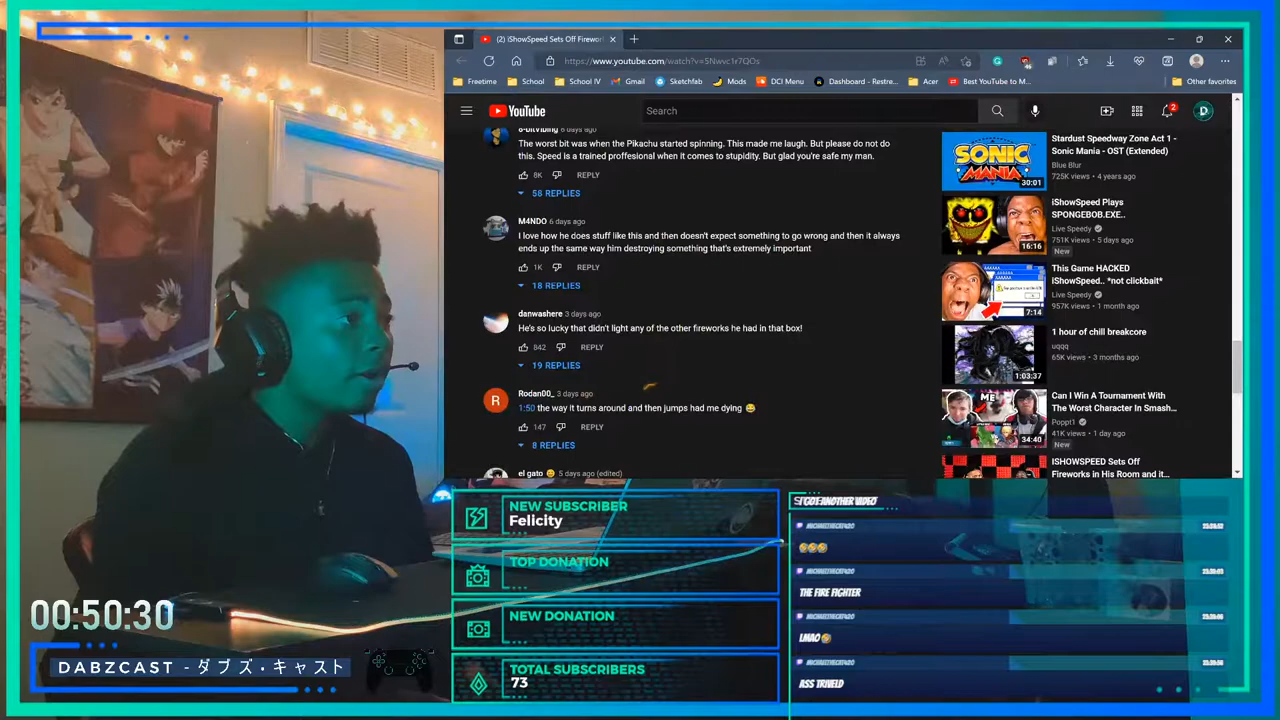 (2) iShowSpeed Sets Off Firewor
https://www.youtube.com/watch?v=5Nwvc1r7QOs
Freetime
School
School IV
Gmail
Sketchfab
Mods
DCI Menu
Dashboard - Restre...
Acer
Best YouTube to M...
Other favorites
YouTube
Search
2
D
8-bitVibing 6 days ago
The worst bit was when the Pikachu started spinning. This made me laugh. But please do not do
this. Speed is a trained proffesional when it comes to stupidity. But glad you're safe my man.
8K REPLY
58 REPLIES
M4NDO 6 days ago
I love how he does stuff like this and then doesn't expect something to go wrong and then it always
ends up the same way him destroying something that's extremely important
1K REPLY
18 REPLIES
danwashere 3 days ago
He's so lucky that didn't light any of the other fireworks he had in that box!
842 REPLY
19 REPLIES
R
Rodan00_ 3 days ago
1:50 the way it turns around and then jumps had me dying 😂
147 REPLY
8 REPLIES
el gato 5 days ago (edited)
SONIC
MANIA
30:01
Stardust Speedway Zone Act 1 -
Sonic Mania - OST (Extended)
Blue Blur
725K views • 4 years ago
16:16
iShowSpeed Plays
SPONGEBOB.EXE..
Live Speedy
751K views • 5 days ago
New
7:14
This Game HACKED
iShowSpeed.. *not clickbait*
Live Speedy
957K views • 1 month ago
1:03:37
1 hour of chill breakcore
uqqq
65K views • 3 months ago
ME
34:40
Can I Win A Tournament With
The Worst Character In Smash...
Poppt1
41K views • 1 day ago
New
ISHOWSPEED Sets Off
Fireworks in His Room and it...
NEW SUBSCRIBER
Felicity
TOP DONATION
NEW DONATION
TOTAL SUBSCRIBERS
73
GOT ANOTHER VIDEO
🤣🤣🤣
THE FIRE FIGHTER
LMAO 🤣
ASS TRIVELD
00:50:30
DABZCAST - ダブズ・キャスト